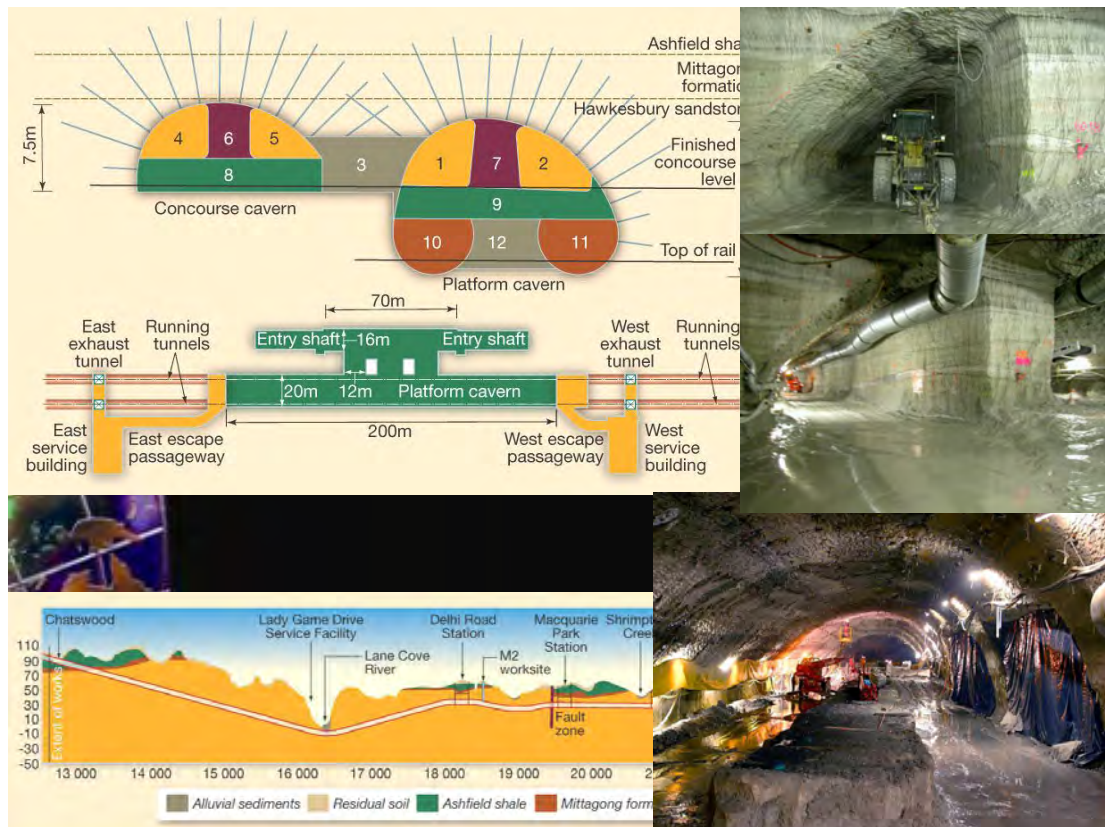 Ashfield sha
Mittagon
formatio
Hawkesbury sandston
7.5m
4
6
5
3
1
7
2
Finished
concourse
level
8
9
Concourse cavern
10
12
11
Top of rail
Platform cavern
70m
East
exhaust
tunnel
Running
tunnels
Entry shaft
16m
Entry shaft
West
exhaust
tunnel
Running
tunnels
20m
12m
Platform cavern
200m
East
service
building
East escape
passageway
West escape
passageway
West
service
building
Chatswood
Lady Game Drive
Service Facility
Delhi Road
Station
Macquarie
Park
Station
Shrimpt
Creek
Lane Cove
River
M2
worksite
Fault
zone
Extent of works
110
90
70
50
30
10
-10
-30
-50
13 000
14 000
15 000
16 000
17 000
18 000
19 000
20 000
2
Alluvial sediments
Residual soil
Ashfield shale
Mittagong form